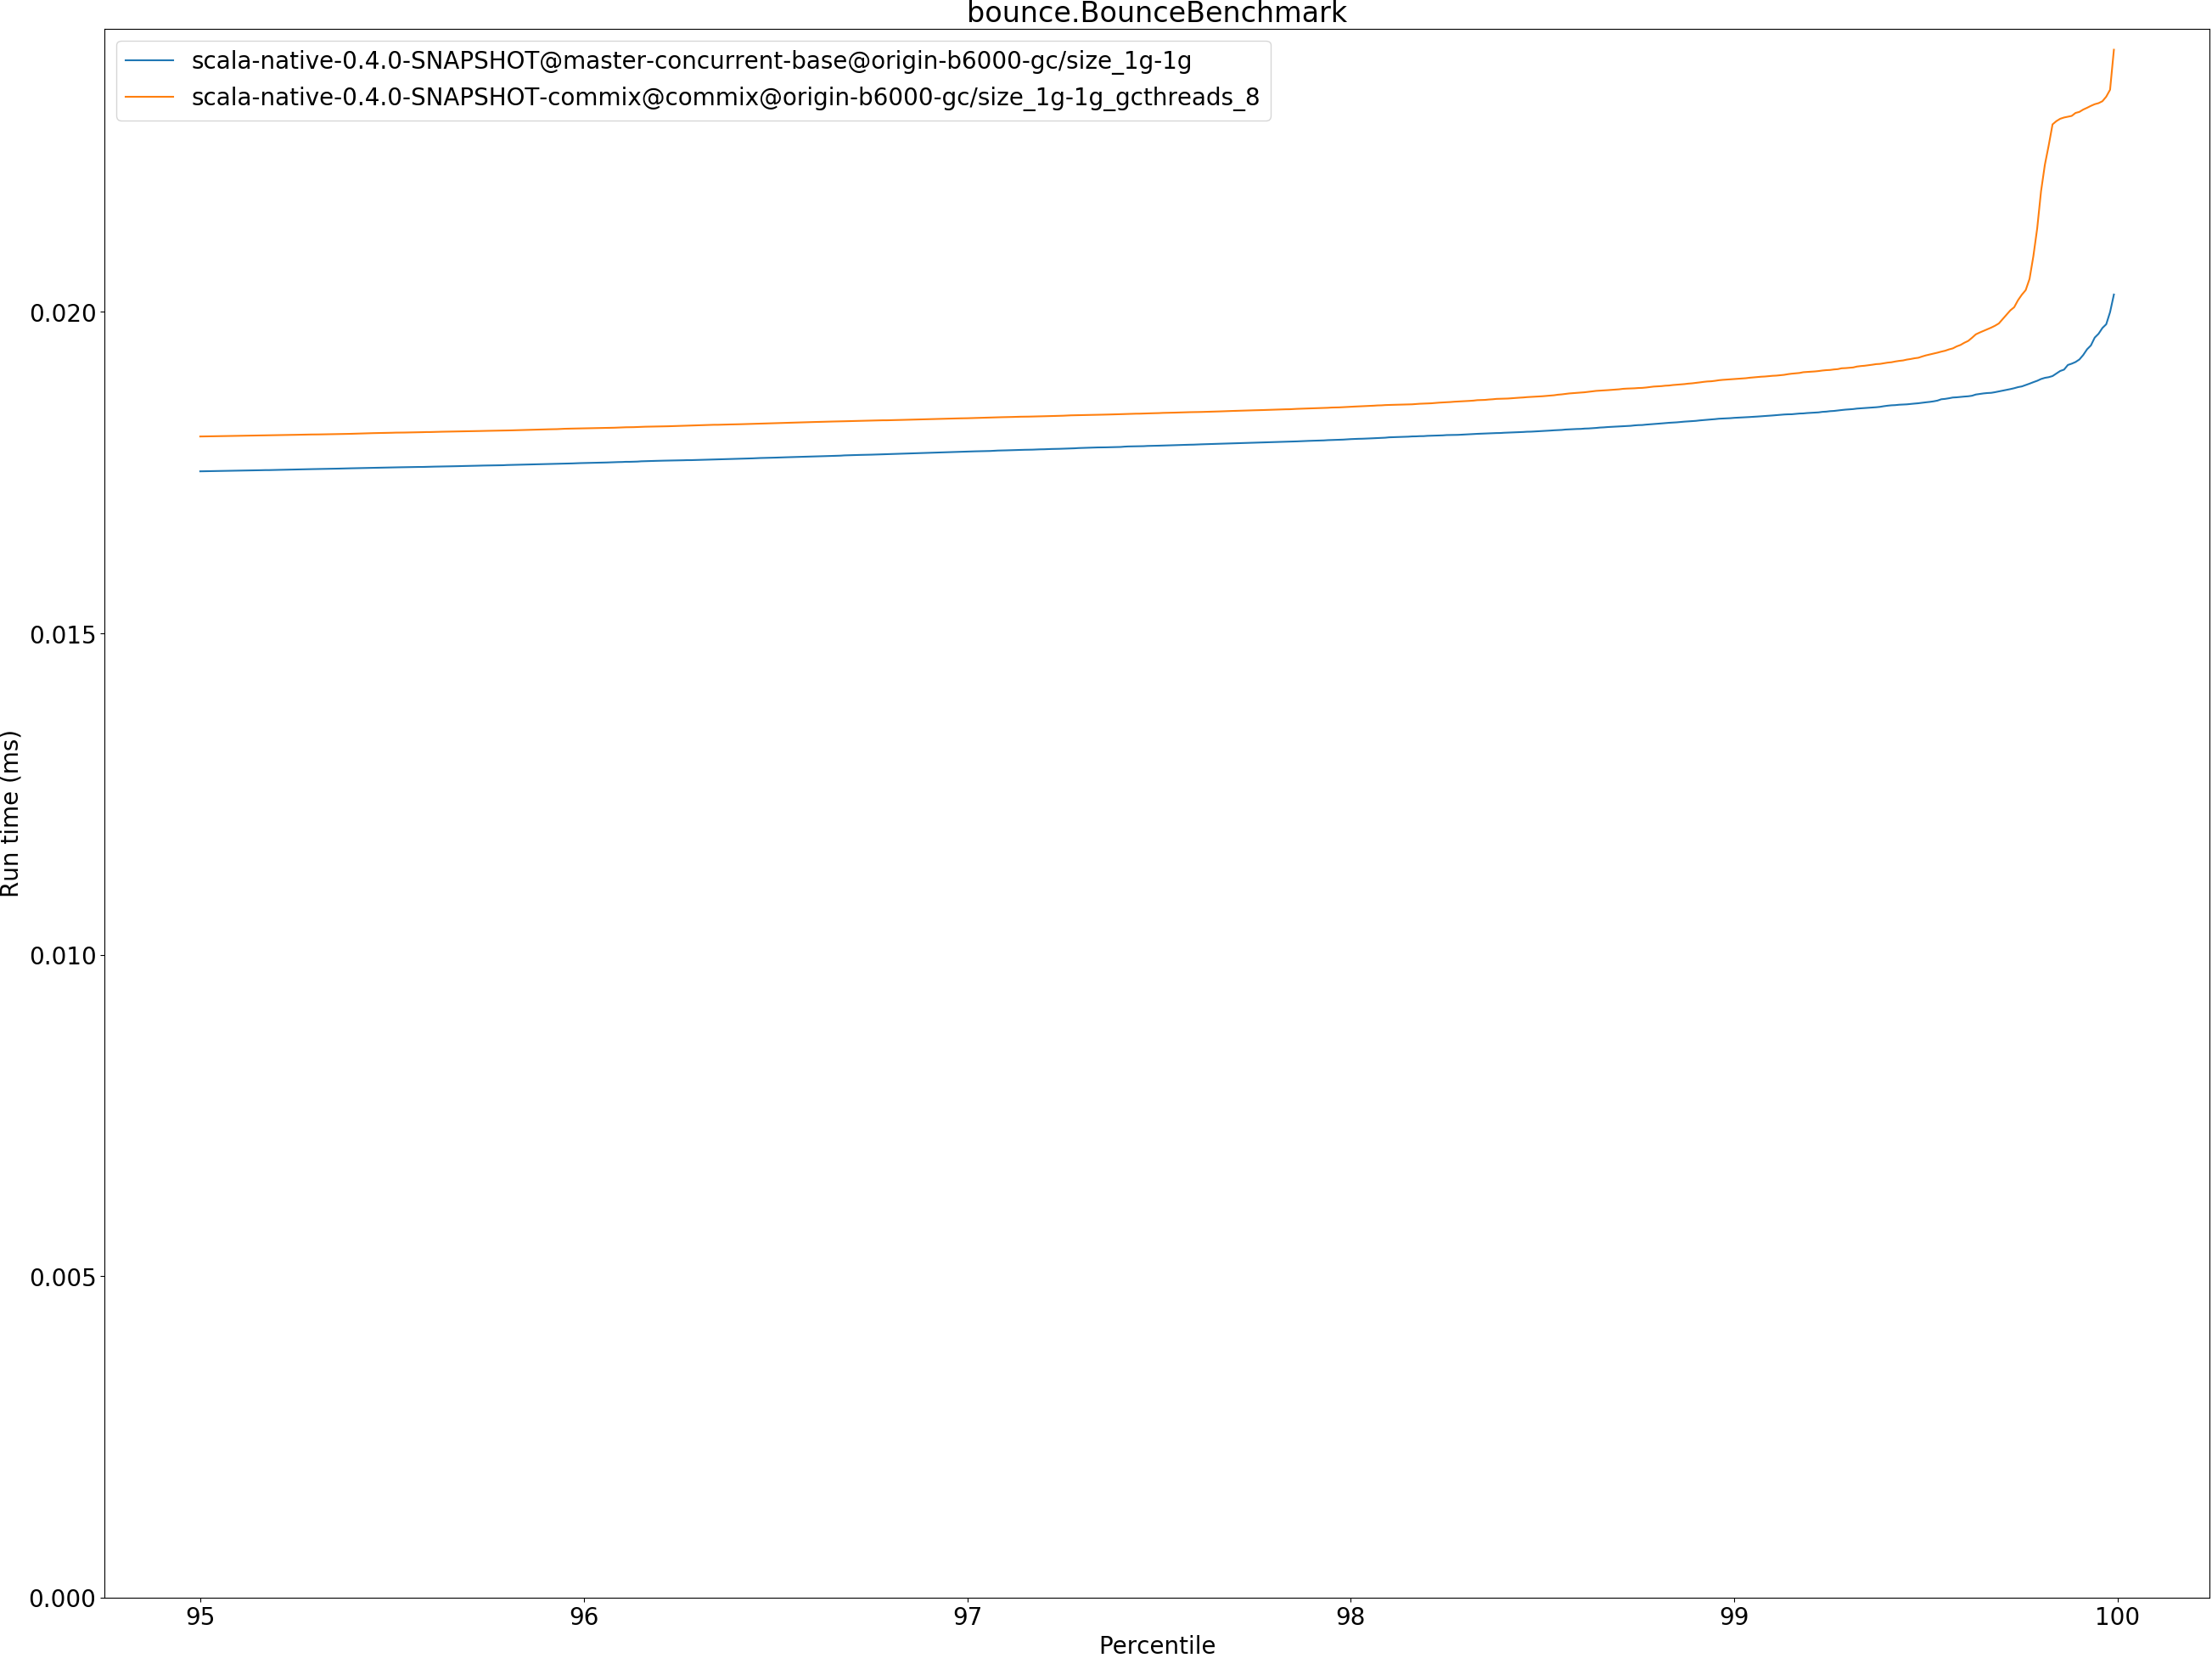 bounce.BounceBenchmark
scala-native-0.4.0-SNAPSHOT@master-concurrent-base@origin-b6000-gc/size_1g-1g
scala-native-0.4.0-SNAPSHOT-commix@commix@origin-b6000-gc/size_1g-1g_gcthreads_8
0.020
0.015
0.010
0.005
0.000
Run time (ms)
95 96 97 98 99 100
Percentile